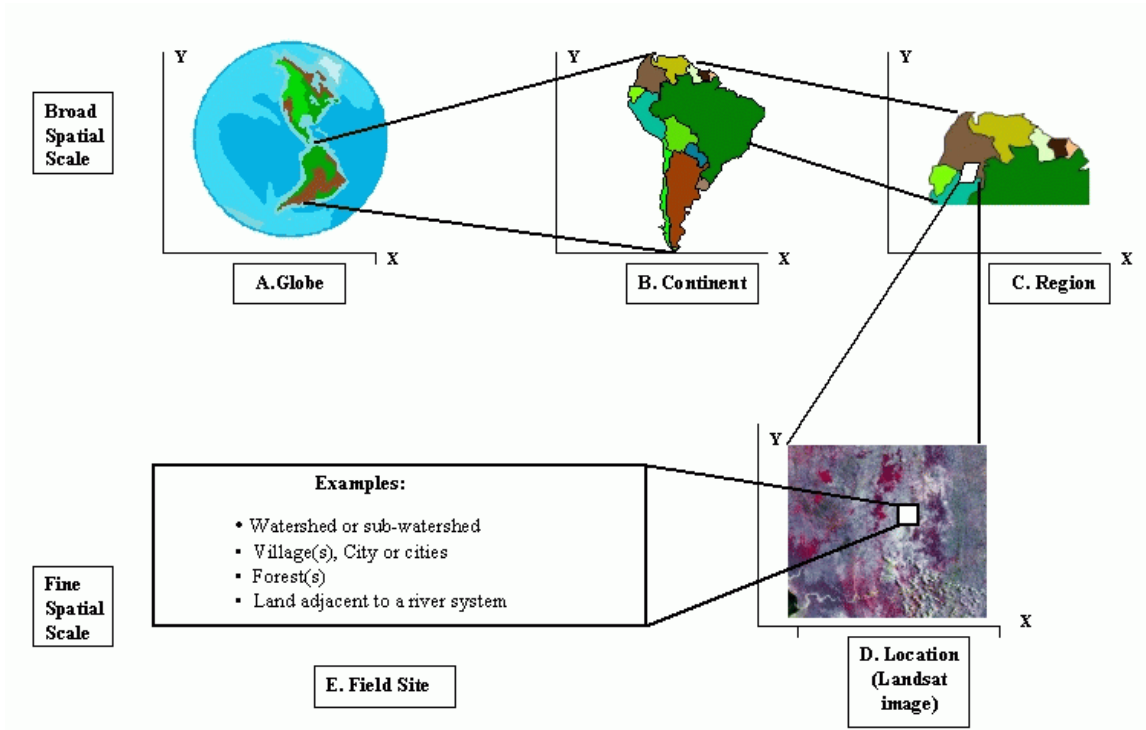 Y
Y
Y
Broad
Spatial
Scale
X
X
X
A.Globe
B. Continent
C. Region
Y
Examples:
• Watershed or sub-watershed
▪ Village(s), City or cities
▪ Forest(s)
▪ Land adjacent to a river system
Fine
Spatial
Scale
X
D. Location
(Landsat
image)
E. Field Site